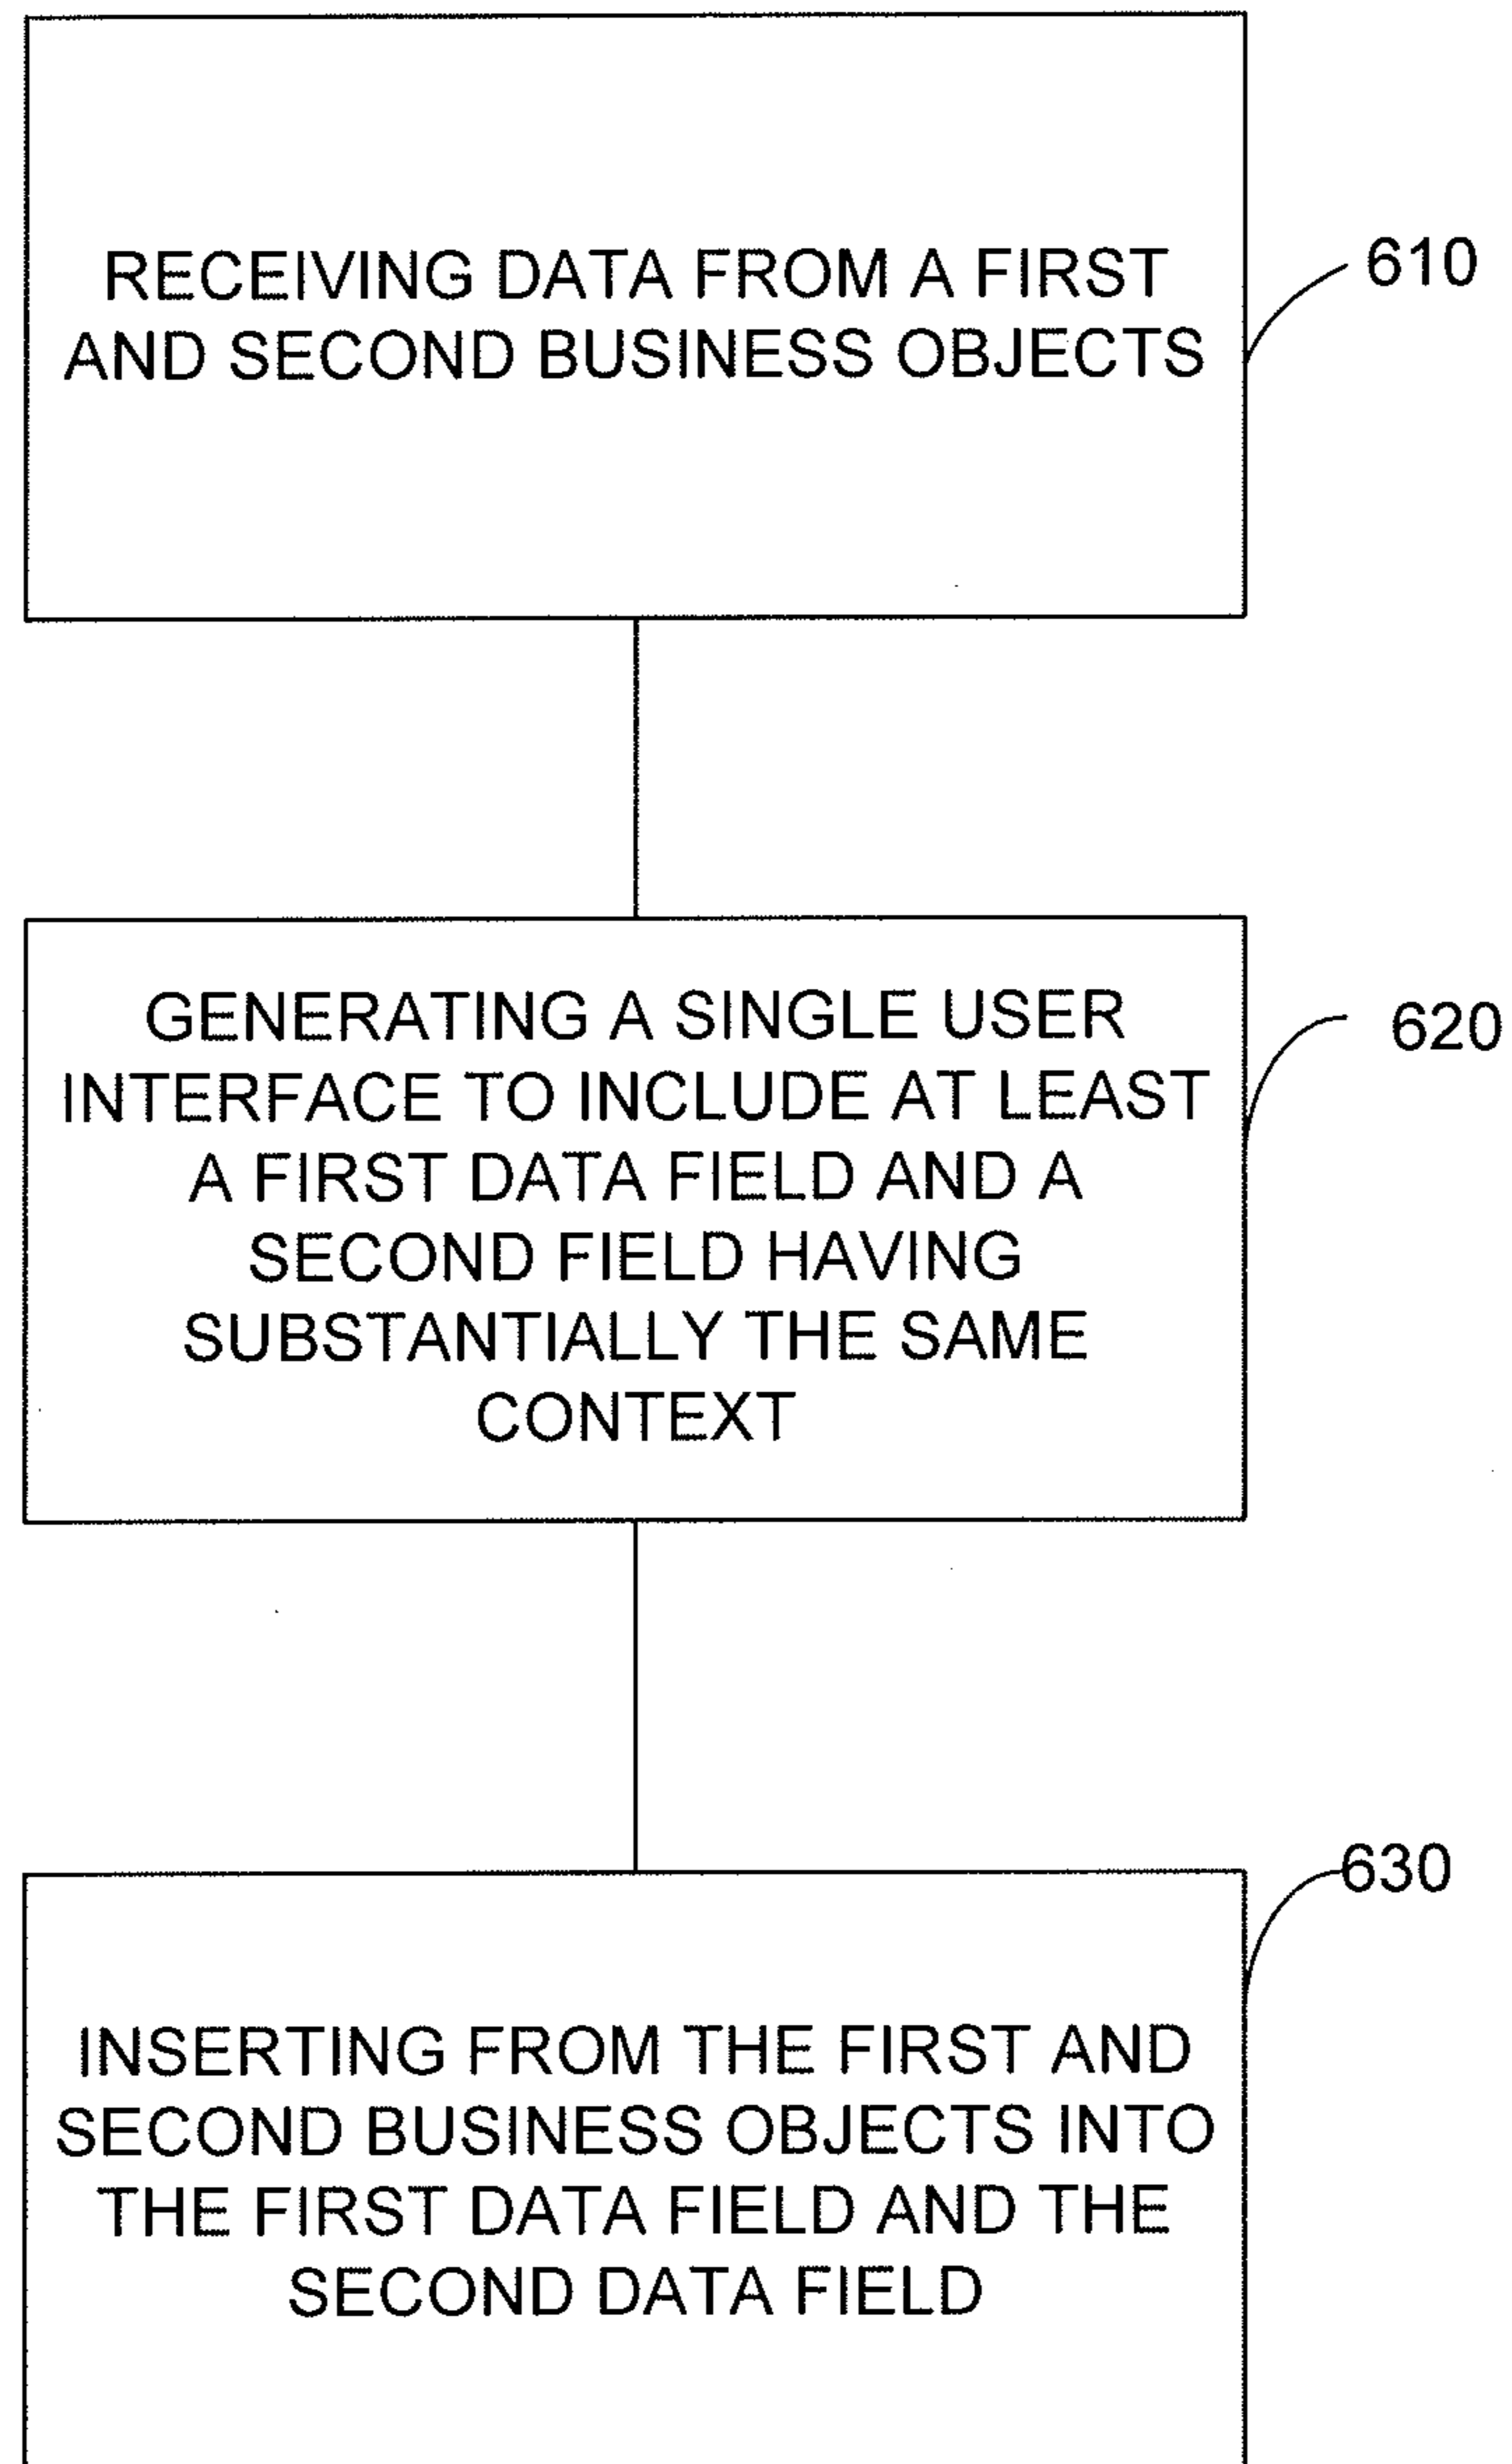 RECEIVING DATA FROM A FIRST
AND SECOND BUSINESS OBJECTS
610
GENERATING A SINGLE USER
INTERFACE TO INCLUDE AT LEAST
A FIRST DATA FIELD AND A
SECOND FIELD HAVING
SUBSTANTIALLY THE SAME
CONTEXT
620
INSERTING FROM THE FIRST AND
SECOND BUSINESS OBJECTS INTO
THE FIRST DATA FIELD AND THE
SECOND DATA FIELD
630